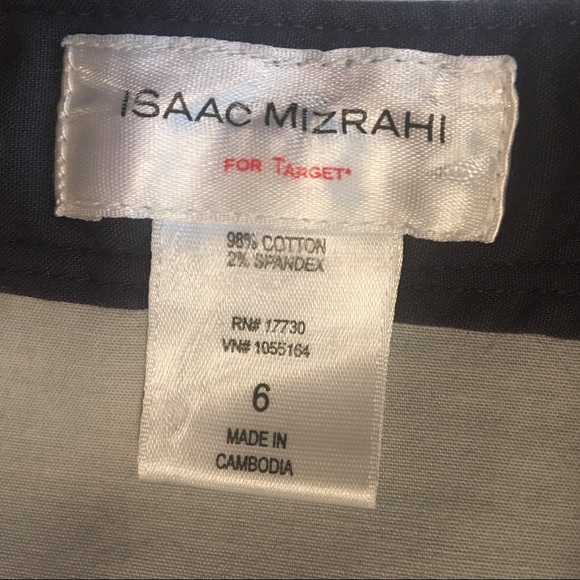 ISAAC MIZRAHI
FOR TARGET*
98% COTTON
2% SPANDEX
RN# 17730
VN# 1055164
6
MADE IN
CAMBODIA